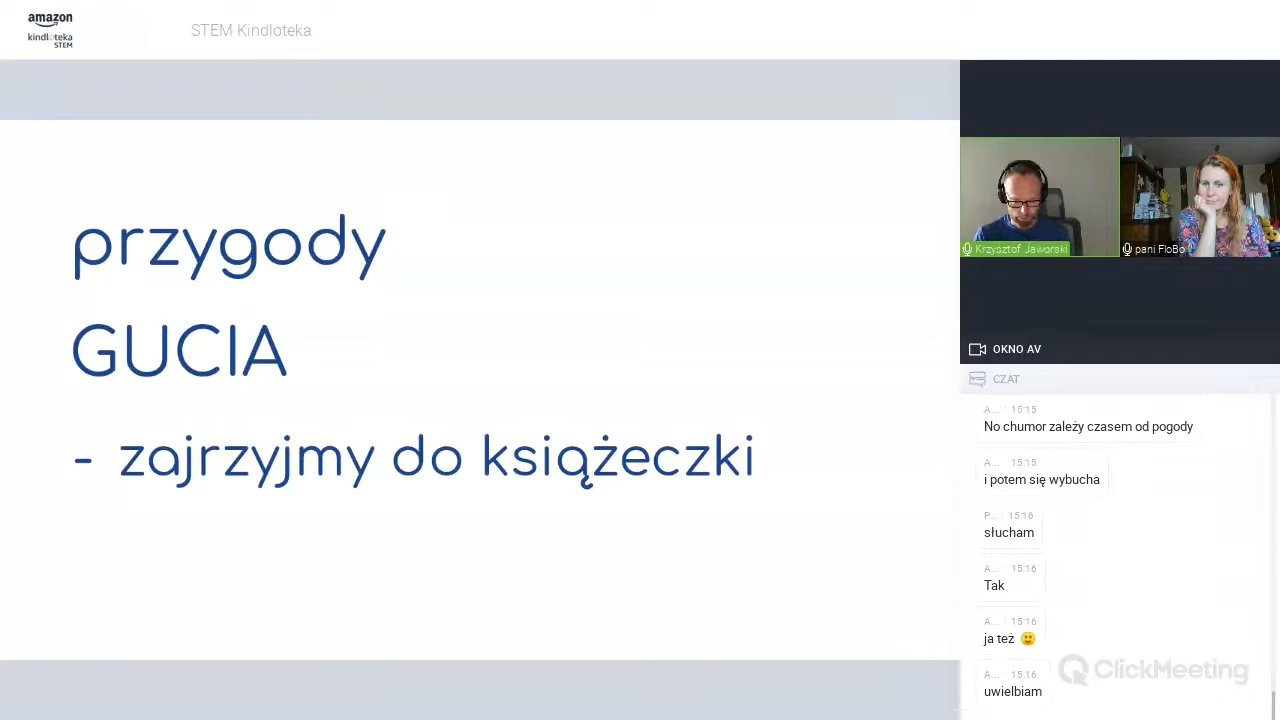 amazon
kindloteka
STEM
STEM Kindloteka
przygody
GUCIA
- zajrzyjmy do książeczki
Krzysztof Jaworski
pani FloBo
OKNO AV
CZAT
A... 15:15
No chumor zależy czasem od pogody
A... 15:15
i potem się wybucha
P... 15:16
słucham
A... 15:16
Tak
A... 15:16
ja też 🙂
A... 15:16
uwielbiam
ClickMeeting